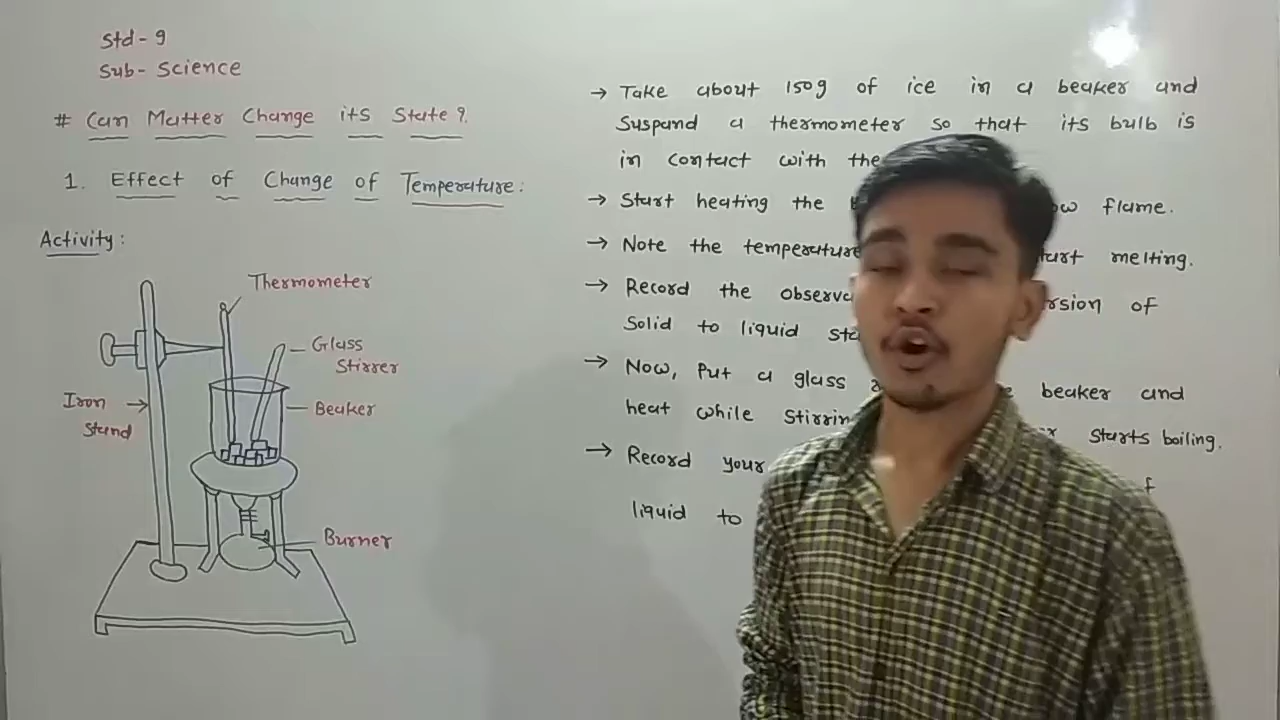 Std- 9
Sub- Science
# Can Matter Change its State ?
1. Effect of Change of Temperature:
Activity:
Thermometer
Glass
Stirrer
Iron
Stand
Beaker
Burner
→ Take about 150g of ice in a beaker and
Suspand a thermometer so that its bulb is
in contact with the
→ Start heating the flame.
→ Note the temperature melting.
→ Record the of
Solid to liquid
→ Now, Put a glass beaker and
heat while starts boiling.
→ Record your
liquid to